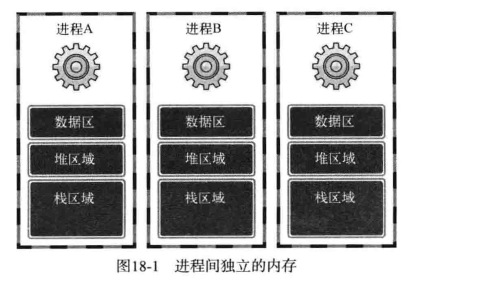 进程A 进程B 进程C
数据区 数据区 数据区
堆区域 堆区域 堆区域
栈区域 栈区域 栈区域
图18-1 进程间独立的内存